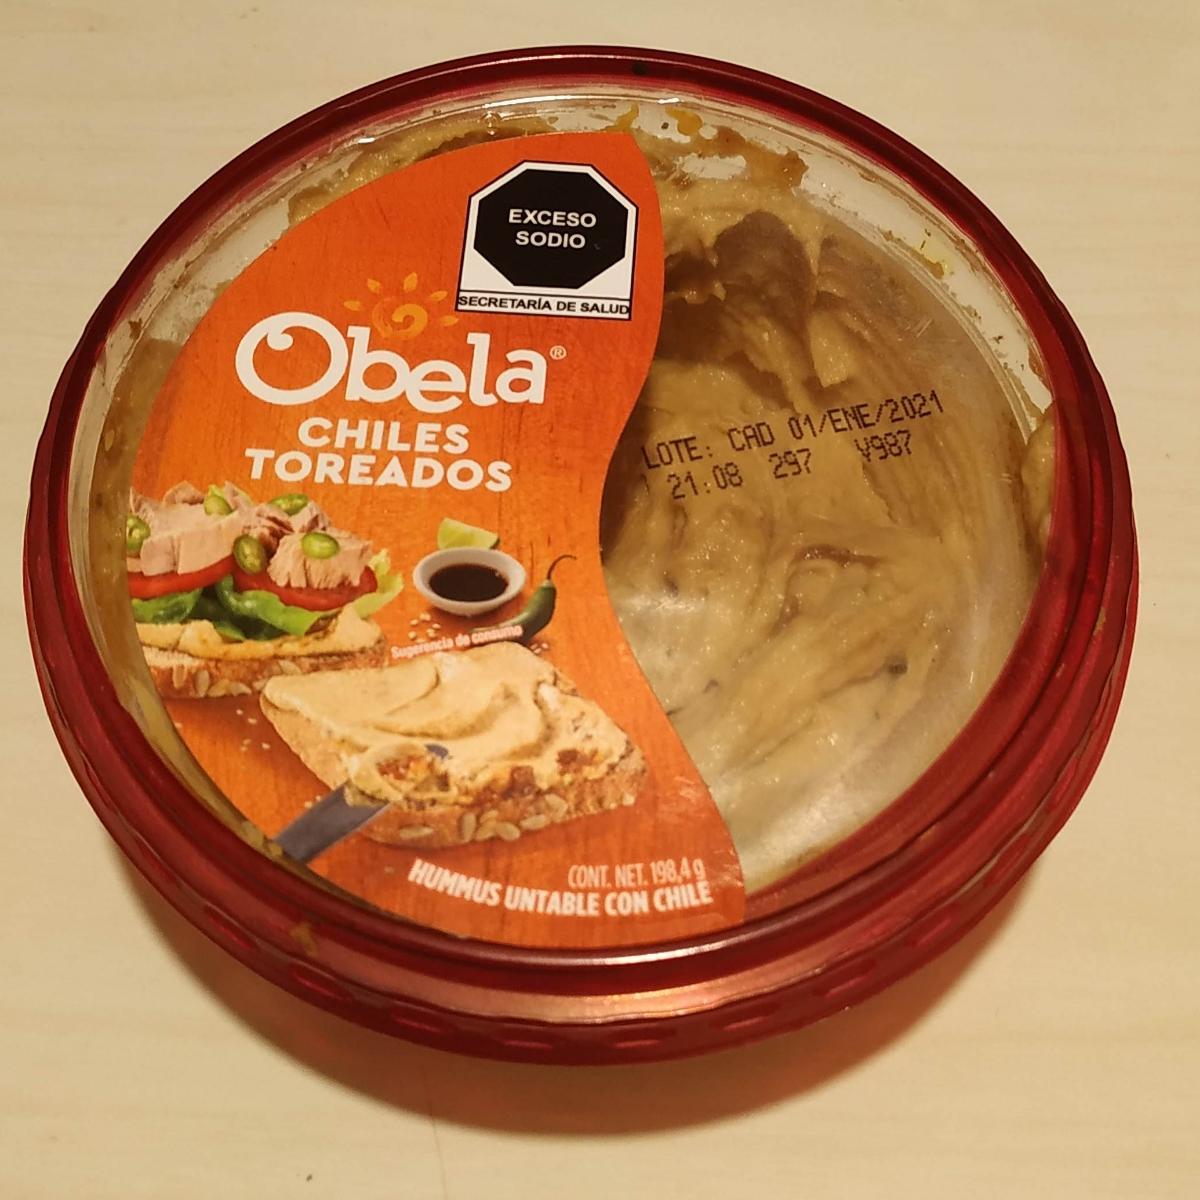 EXCESO
SODIO
SECRETARÍA DE SALUD
Obela®
CHILES
TOREADOS
LOTE: CAD 01/ENE/2021
21:08 297 V987
Sugerencia de consumo
CONT. NET. 198,4 g
HUMMUS UNTABLE CON CHILE